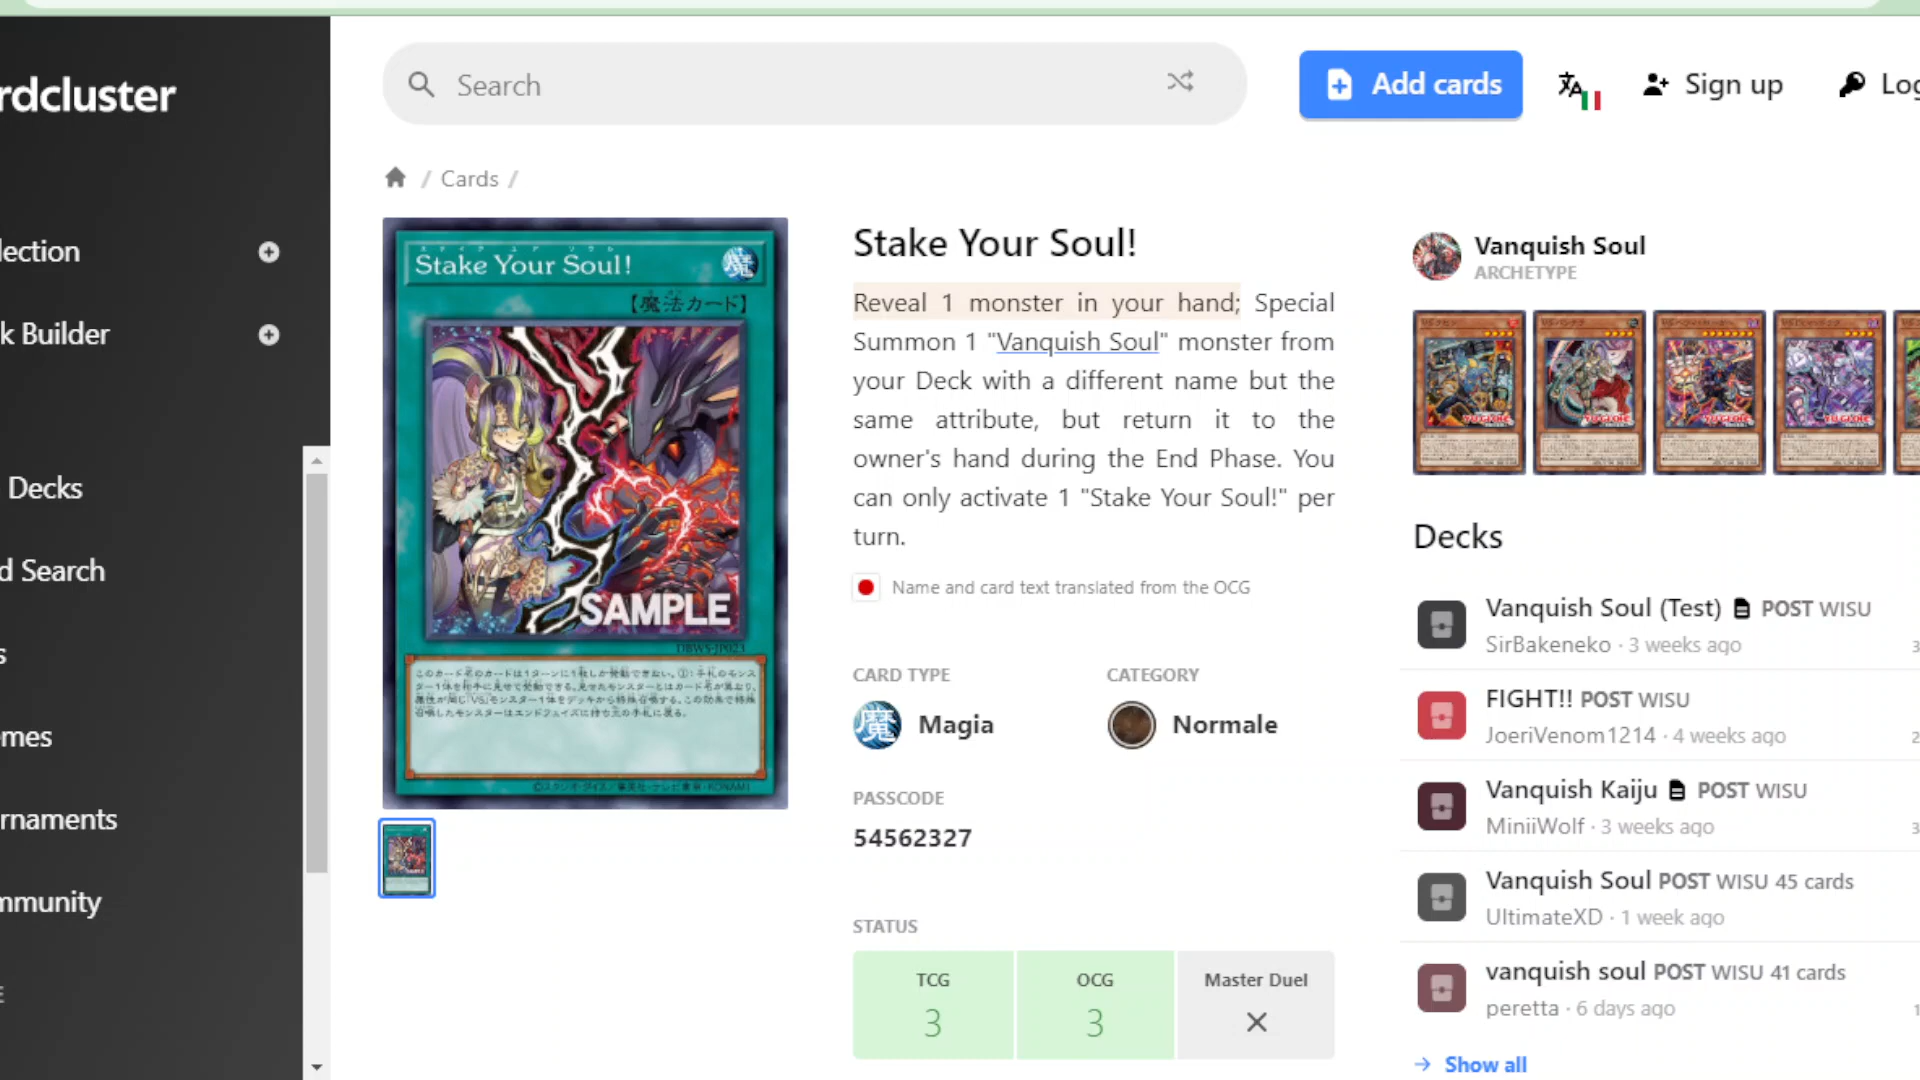 rdcluster
Search
Add cards
Sign up
Log
/ Cards /
lection
k Builder
Decks
d Search
s
emes
rnaments
mmunity
E
Stake Your Soul!
魔
【魔法カード】
SAMPLE
DBWS-JP023
Stake Your Soul!
Reveal 1 monster in your hand; Special
Summon 1 "Vanquish Soul" monster from
your Deck with a different name but the
same attribute, but return it to the
owner's hand during the End Phase. You
can only activate 1 "Stake Your Soul!" per
turn.
Name and card text translated from the OCG
CARD TYPE
魔 Magia
CATEGORY
Normale
PASSCODE
54562327
STATUS
TCG
3
OCG
3
Master Duel
Vanquish Soul
ARCHETYPE
Decks
Vanquish Soul (Test) POST WISU
SirBakeneko · 3 weeks ago
FIGHT!! POST WISU
JoeriVenom1214 · 4 weeks ago
Vanquish Kaiju POST WISU
MiniiWolf · 3 weeks ago
Vanquish Soul POST WISU 45 cards
UltimateXD · 1 week ago
vanquish soul POST WISU 41 cards
peretta · 6 days ago
Show all